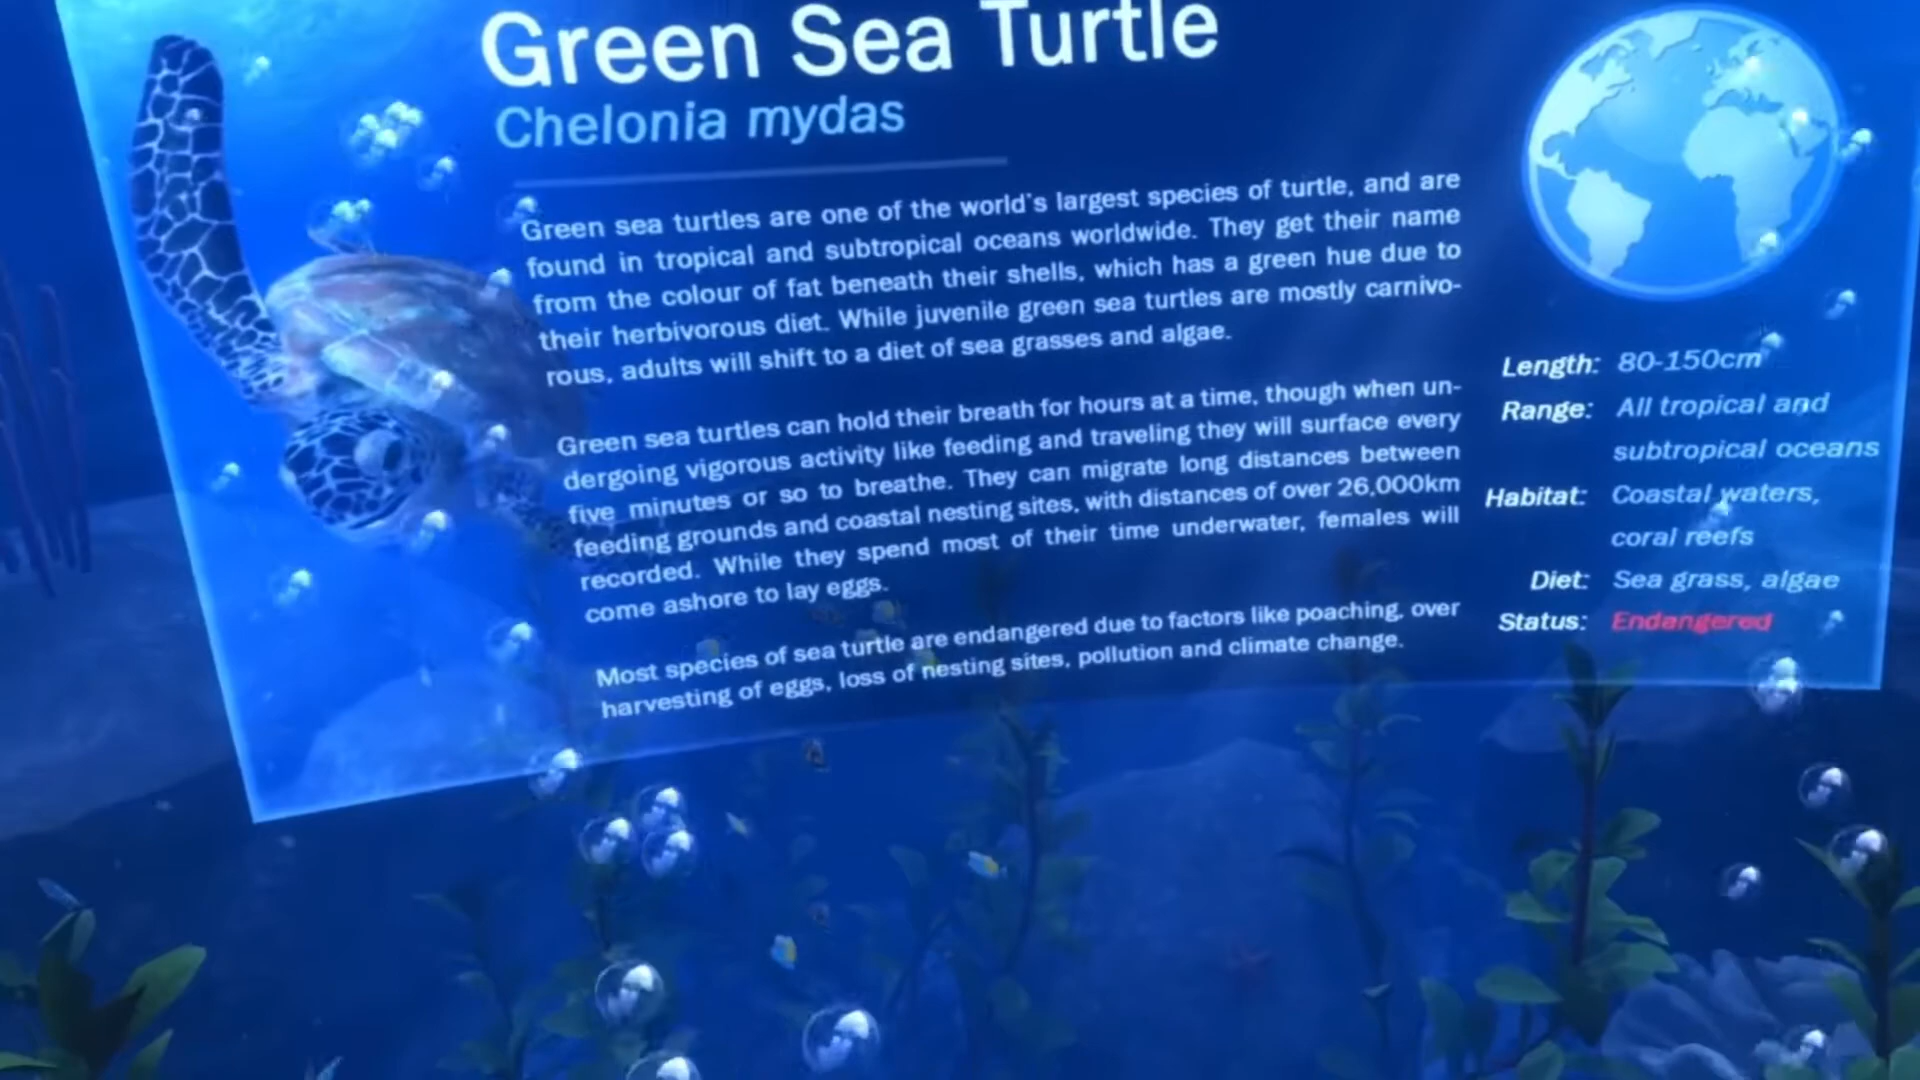 Green Sea Turtle
Chelonia mydas
Green sea turtles are one of the world's largest species of turtle, and are
found in tropical and subtropical oceans worldwide. They get their name
from the colour of fat beneath their shells, which has a green hue due to
their herbivorous diet. While juvenile green sea turtles are mostly carnivo-
rous, adults will shift to a diet of sea grasses and algae.
Green sea turtles can hold their breath for hours at a time, though when un-
dergoing vigorous activity like feeding and traveling they will surface every
five minutes or so to breathe. They can migrate long distances between
feeding grounds and coastal nesting sites, with distances of over 26,000km
recorded. While they spend most of their time underwater, females will
come ashore to lay eggs.
Most species of sea turtle are endangered due to factors like poaching, over
harvesting of eggs, loss of nesting sites, pollution and climate change.
Length: 80-150cm
Range: All tropical and
subtropical oceans
Habitat: Coastal waters,
coral reefs
Diet: Sea grass, algae
Status: Endangered